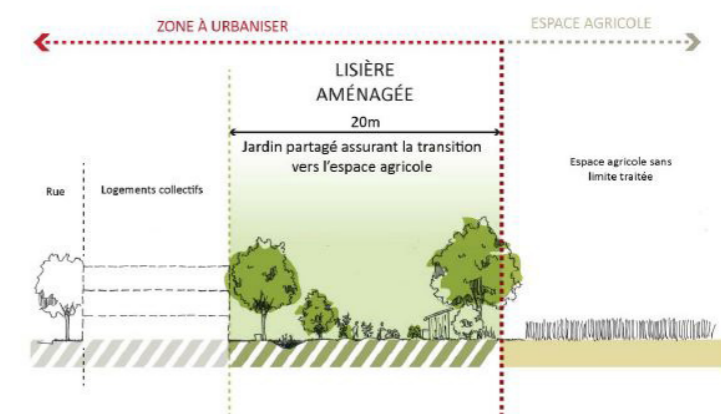 ZONE À URBANISER
ESPACE AGRICOLE
LISIÈRE
AMÉNAGÉE
20m
Jardin partagé assurant la transition
vers l'espace agricole
Rue
Logements collectifs
Espace agricole sans
limite traitée